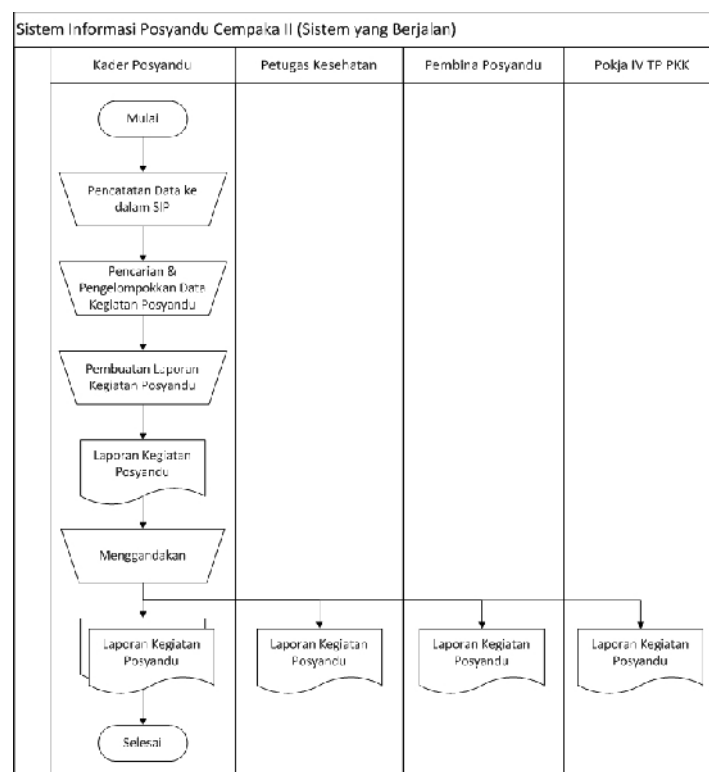 Sistem Informasi Posyandu Cempaka II (Sistem yang Berjalan)
Kader Posyandu
Petugas Kesehatan
Pembina Posyandu
Pokja IV TP PKK
Mulai
Pencatatan Data ke
dalam SIP
Pencarian &
Pengelompokkan Data
Kegiatan Posyandu
Pembuatan Laporan
Kegiatan Posyandu
Laporan Kegiatan
Posyandu
Menggandakan
Laporan Kegiatan
Posyandu
Laporan Kegiatan
Posyandu
Laporan Kegiatan
Posyandu
Laporan Kegiatan
Posyandu
Selesai